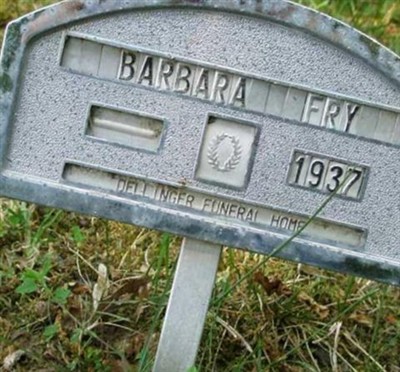 BARBARA FRY
1937
DELLINGER FUNERAL HOME